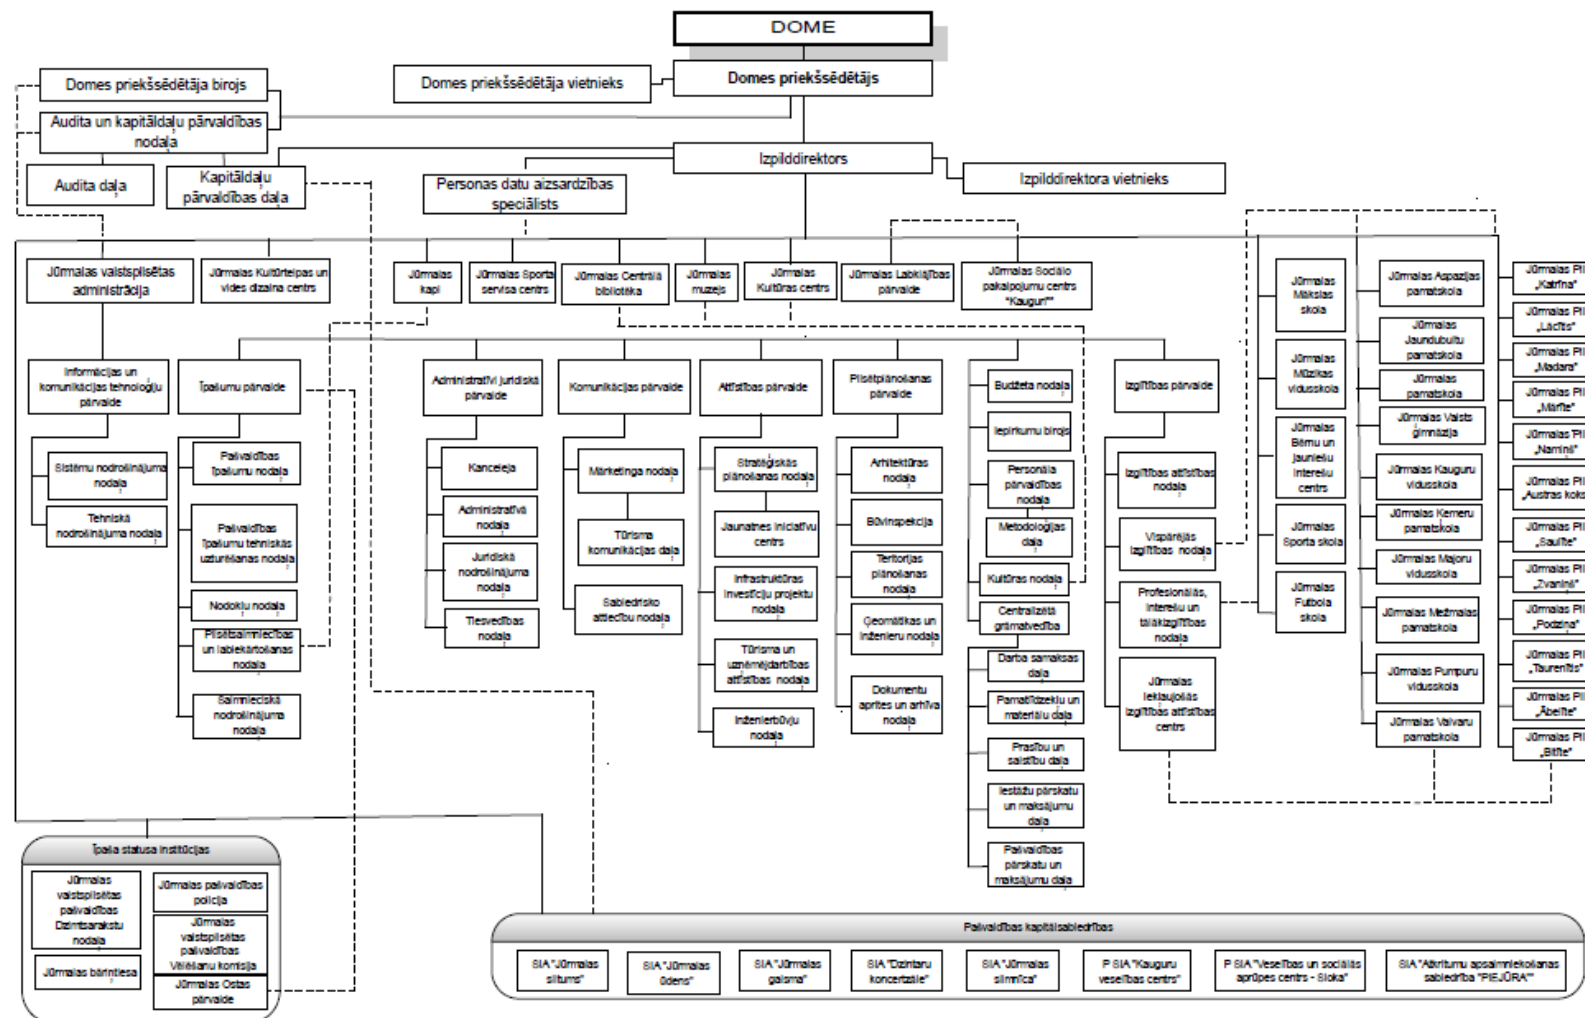 DOME
Domes priekšsēdētājs
Domes priekšsēdētāja vietnieks
Domes priekšsēdētāja birojs
Audita un kapitāldaļu pārvaldības
nodaļa
Audita daļa
Kapitāldaļu
pārvaldības daļa
Izpilddirektors
Personas datu aizsardzības
speciālists
Izpilddirektora vietnieks
Jūrmalas valstspilsētas
administrācija
Jūrmalas Kultūrtelpas un
vides dizaina centrs
Jūrmalas
kapi
Jūrmalas Sporta
servisa centrs
Jūrmalas Centrālā
bibliotēka
Jūrmalas
muzejs
Jūrmalas
Kultūras centrs
Jūrmalas Labklājības
pārvalde
Jūrmalas Sociālo
pakalpojumu centrs
"Kauguri"
Informācijas un
komunikācijas tehnoloģiju
pārvalde
Sistēmu nodrošinājuma
nodaļa
Tehniskā
nodrošinājuma nodaļa
Īpašumu pārvalde
Pašvaldības
īpašumu nodaļa
Pašvaldības
īpašumu tehniskās
uzturēšanas nodaļa
Nodokļu nodaļa
Pilsētsaimniecības
un labiekārtošanas
nodaļa
Saimnieciskā
nodrošinājuma
nodaļa
Administratīvi juridiskā
pārvalde
Kanceleja
Administratīvā
nodaļa
Juridiskā
nodrošinājuma
nodaļa
Tiesvedības
nodaļa
Komunikācijas pārvalde
Mārketinga nodaļa
Tūrisma
komunikācijas daļa
Sabiedrisko
attiecību nodaļa
Attīstības pārvalde
Stratēģiskās
plānošanas nodaļa
Jaunatnes iniciatīvu
centrs
Infrastruktūras
investīciju projektu
nodaļa
Tūrisma un
uzņēmējdarbības
attīstības nodaļa
Inženierbūvju
nodaļa
Pilsētplānošanas
pārvalde
Arhitektūras
nodaļa
Būvinspekcija
Teritorijas
plānošanas nodaļa
Ģeomātikas un
inženieru nodaļa
Dokumentu
aprites un arhīva
nodaļa
Budžeta nodaļa
Iepirkumu birojs
Personāla
pārvaldības
nodaļa
Metodoloģijas
daļa
Kultūras nodaļa
Centralizētā
grāmatvedība
Darba samaksas
daļa
Pamatlīdzekļu un
materiālu daļa
Prasību un
saistību daļa
Iestāžu pārskatu
un maksājumu
daļa
Pašvaldības
pārskatu un
maksājumu daļa
Izglītības pārvalde
Izglītības attīstības
nodaļa
Vispārējās
izglītības nodaļa
Profesionālās,
interešu un
tālākizglītības
nodaļa
Jūrmalas
Iekļaujošās
izglītības attīstības
centrs
Jūrmalas
Mākslas
skola
Jūrmalas
Mūzikas
vidusskola
Jūrmalas
Bērnu un
jauniešu
interešu
centrs
Jūrmalas
Sporta skola
Jūrmalas
Futbola
skola
Jūrmalas Aspazijas
pamatskola
Jūrmalas
Jaundubultu
pamatskola
Jūrmalas
pamatskola
Jūrmalas Valsts
ģimnāzija
Jūrmalas Kauguru
vidusskola
Jūrmalas Ķemeru
pamatskola
Jūrmalas Majoru
vidusskola
Jūrmalas Mežmalas
pamatskola
Jūrmalas Pumpuru
vidusskola
Jūrmalas Vaivaru
pamatskola
Jūrmalas PII
„Katrīna"
Jūrmalas PII
„Lācītis"
Jūrmalas PII
„Madara"
Jūrmalas PII
„Mārīte"
Jūrmalas PII
„Namiņš"
Jūrmalas PII
„Austras koks
Jūrmalas PII
„Saulīte"
Jūrmalas PII
„Zvaniņš"
Jūrmalas PII
„Podziņa"
Jūrmalas PII
„Taurenītis"
Jūrmalas PII
„Ābelīte"
Jūrmalas PII
„Bitīte"
Īpaša statusa institūcijas
Jūrmalas
valstspilsētas
pašvaldības
Dzimtsarakstu
nodaļa
Jūrmalas bāriņtiesa
Jūrmalas pašvaldības
policija
Jūrmalas
valstspilsētas
pašvaldības
Vēlēšanu komisija
Jūrmalas Ostas
pārvalde
Pašvaldības kapitālsabiedrības
SIA "Jūrmalas
siltums"
SIA "Jūrmalas
ūdens"
SIA "Jūrmalas
gaisma"
SIA "Dzintaru
koncertzāle"
SIA "Jūrmalas
slimnīca"
P SIA "Kauguru
veselības centrs"
P SIA "Veselības un sociālās
aprūpes centrs - Sloka"
SIA "Atkritumu apsaimniekošanas
sabiedrība "PIEJŪRA""